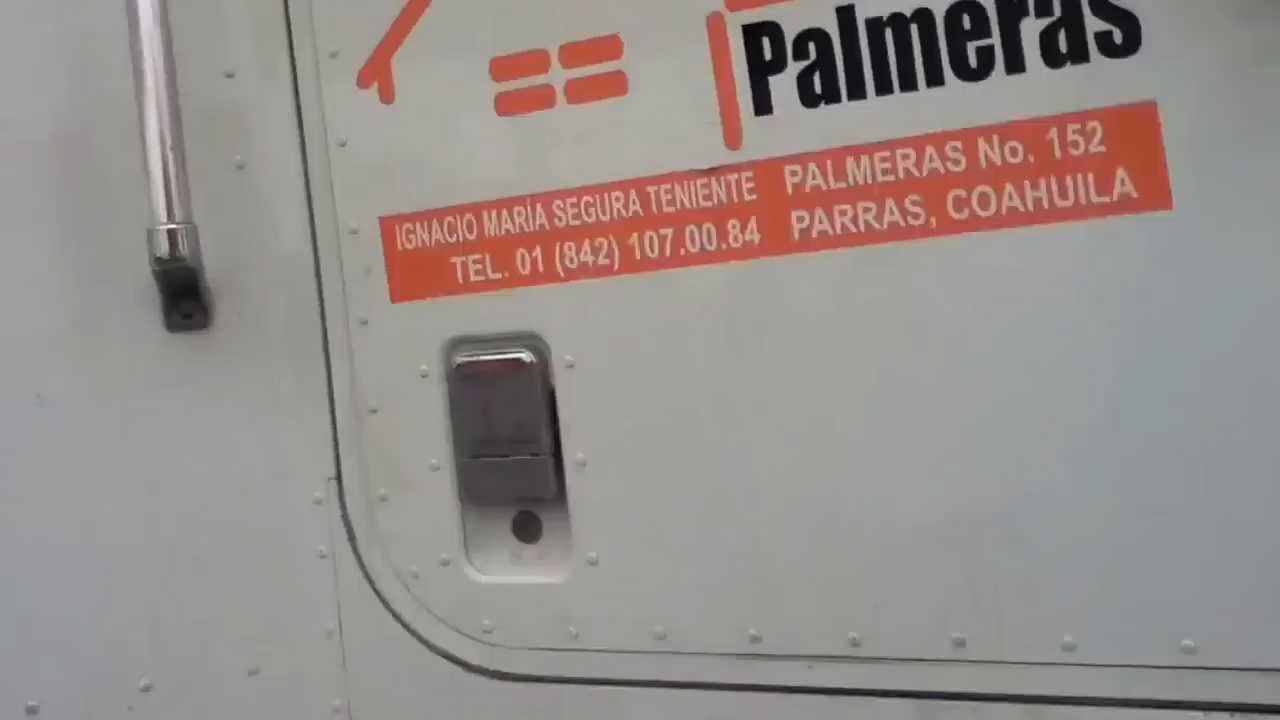 Palmeras
IGNACIO MARÍA SEGURA TENIENTE
TEL. 01 (842) 107.00.84
PALMERAS No. 152
PARRAS, COAHUILA